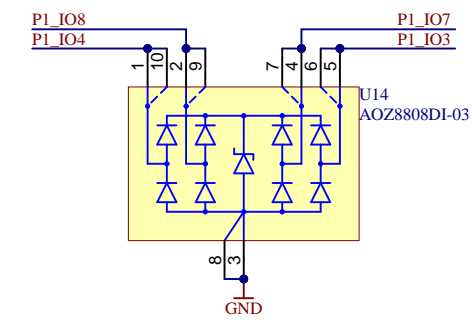 P1_IO8 P1_IO7
P1_IO4 P1_IO3
1 10 2 9 7 4 6 5
U14
AOZ8808DI-03
8 3
GND